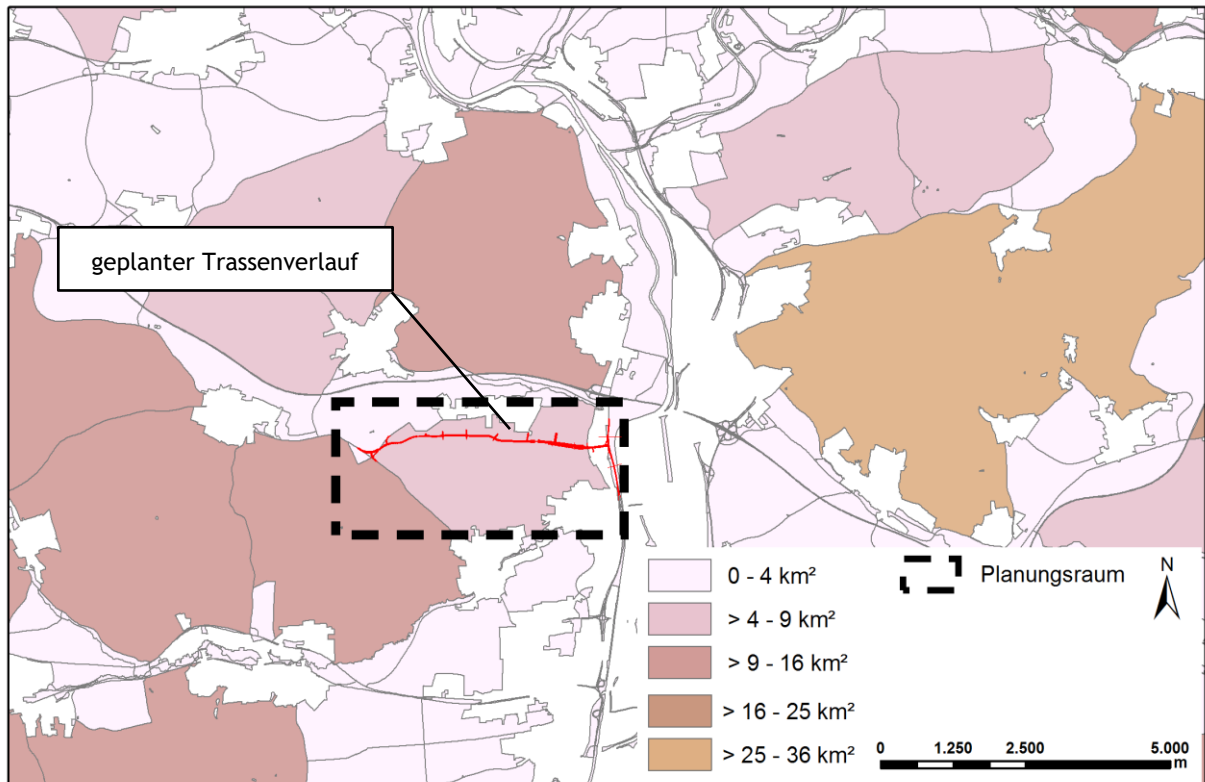 geplanter Trassenverlauf
0 - 4 km²
> 4 - 9 km²
> 9 - 16 km²
> 16 - 25 km²
> 25 - 36 km²
Planungsraum
N
0 1.250 2.500 5.000
m